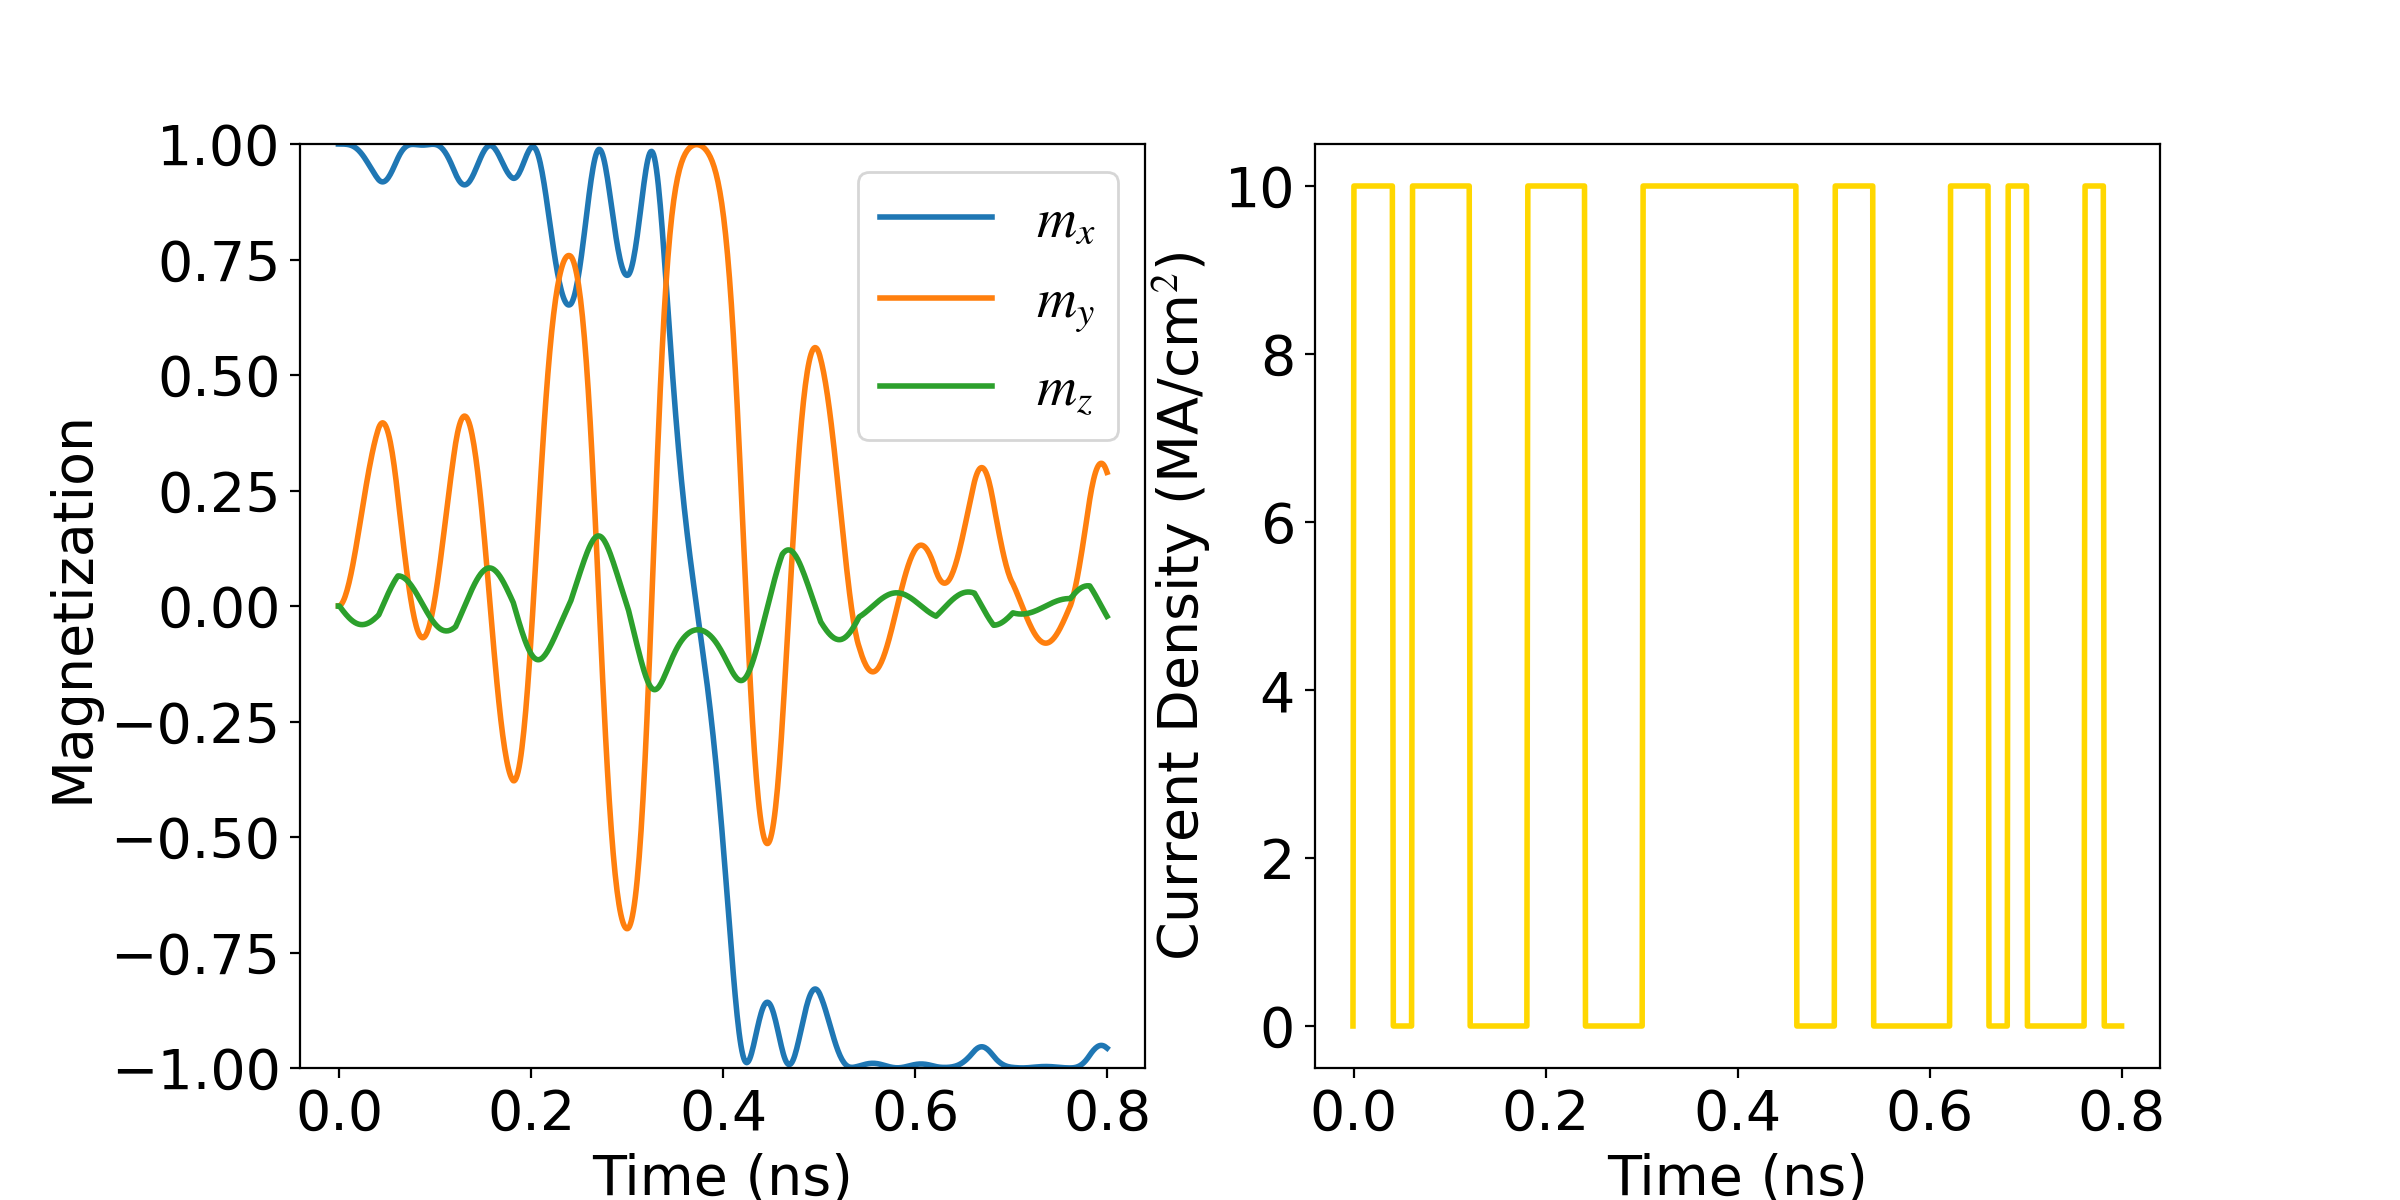 1.00
0.75
0.50
0.25
0.00
−0.25
−0.50
−0.75
−1.00
Magnetization
0.0 0.2 0.4 0.6 0.8
Time (ns)
m_x
m_y
m_z
10
8
6
4
2
0
Current Density (MA/cm²)
0.0 0.2 0.4 0.6 0.8
Time (ns)